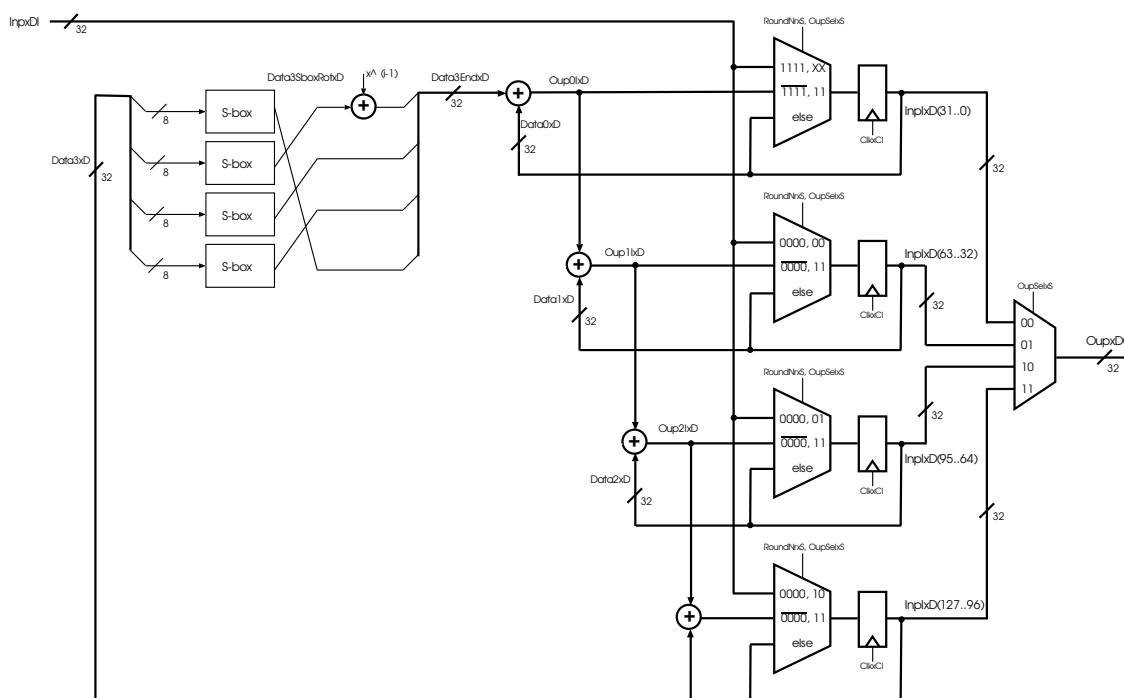 InpxDI
32
RoundNrxS, OupSelxS
1111, XX
1111, 11
else
ClkxCI
InpIxD(31..0)
32
Data3SboxRotxD
x^ (i-1)
Data3EndxD
32
Oup0IxD
Data0xD
32
Data3xD
32
8
S-box
8
S-box
8
S-box
8
S-box
RoundNrxS, OupSelxS
0000, 00
0000, 11
else
ClkxCI
Oup1IxD
Data1xD
32
InpIxD(63..32)
32
OupSelxS
00
01
10
11
32
RoundNrxS, OupSelxS
0000, 01
0000, 11
else
ClkxCI
Oup2IxD
Data2xD
32
InpIxD(95..64)
32
32
RoundNrxS, OupSelxS
0000, 10
0000, 11
else
ClkxCI
InpIxD(127..96)